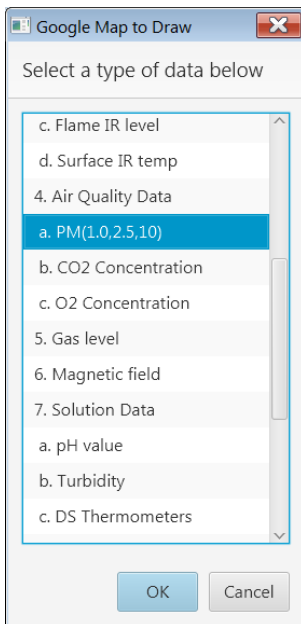 Google Map to Draw
Select a type of data below
c. Flame IR level
d. Surface IR temp
4. Air Quality Data
a. PM(1.0,2.5,10)
b. CO2 Concentration
c. O2 Concentration
5. Gas level
6. Magnetic field
7. Solution Data
a. pH value
b. Turbidity
c. DS Thermometers
OK Cancel